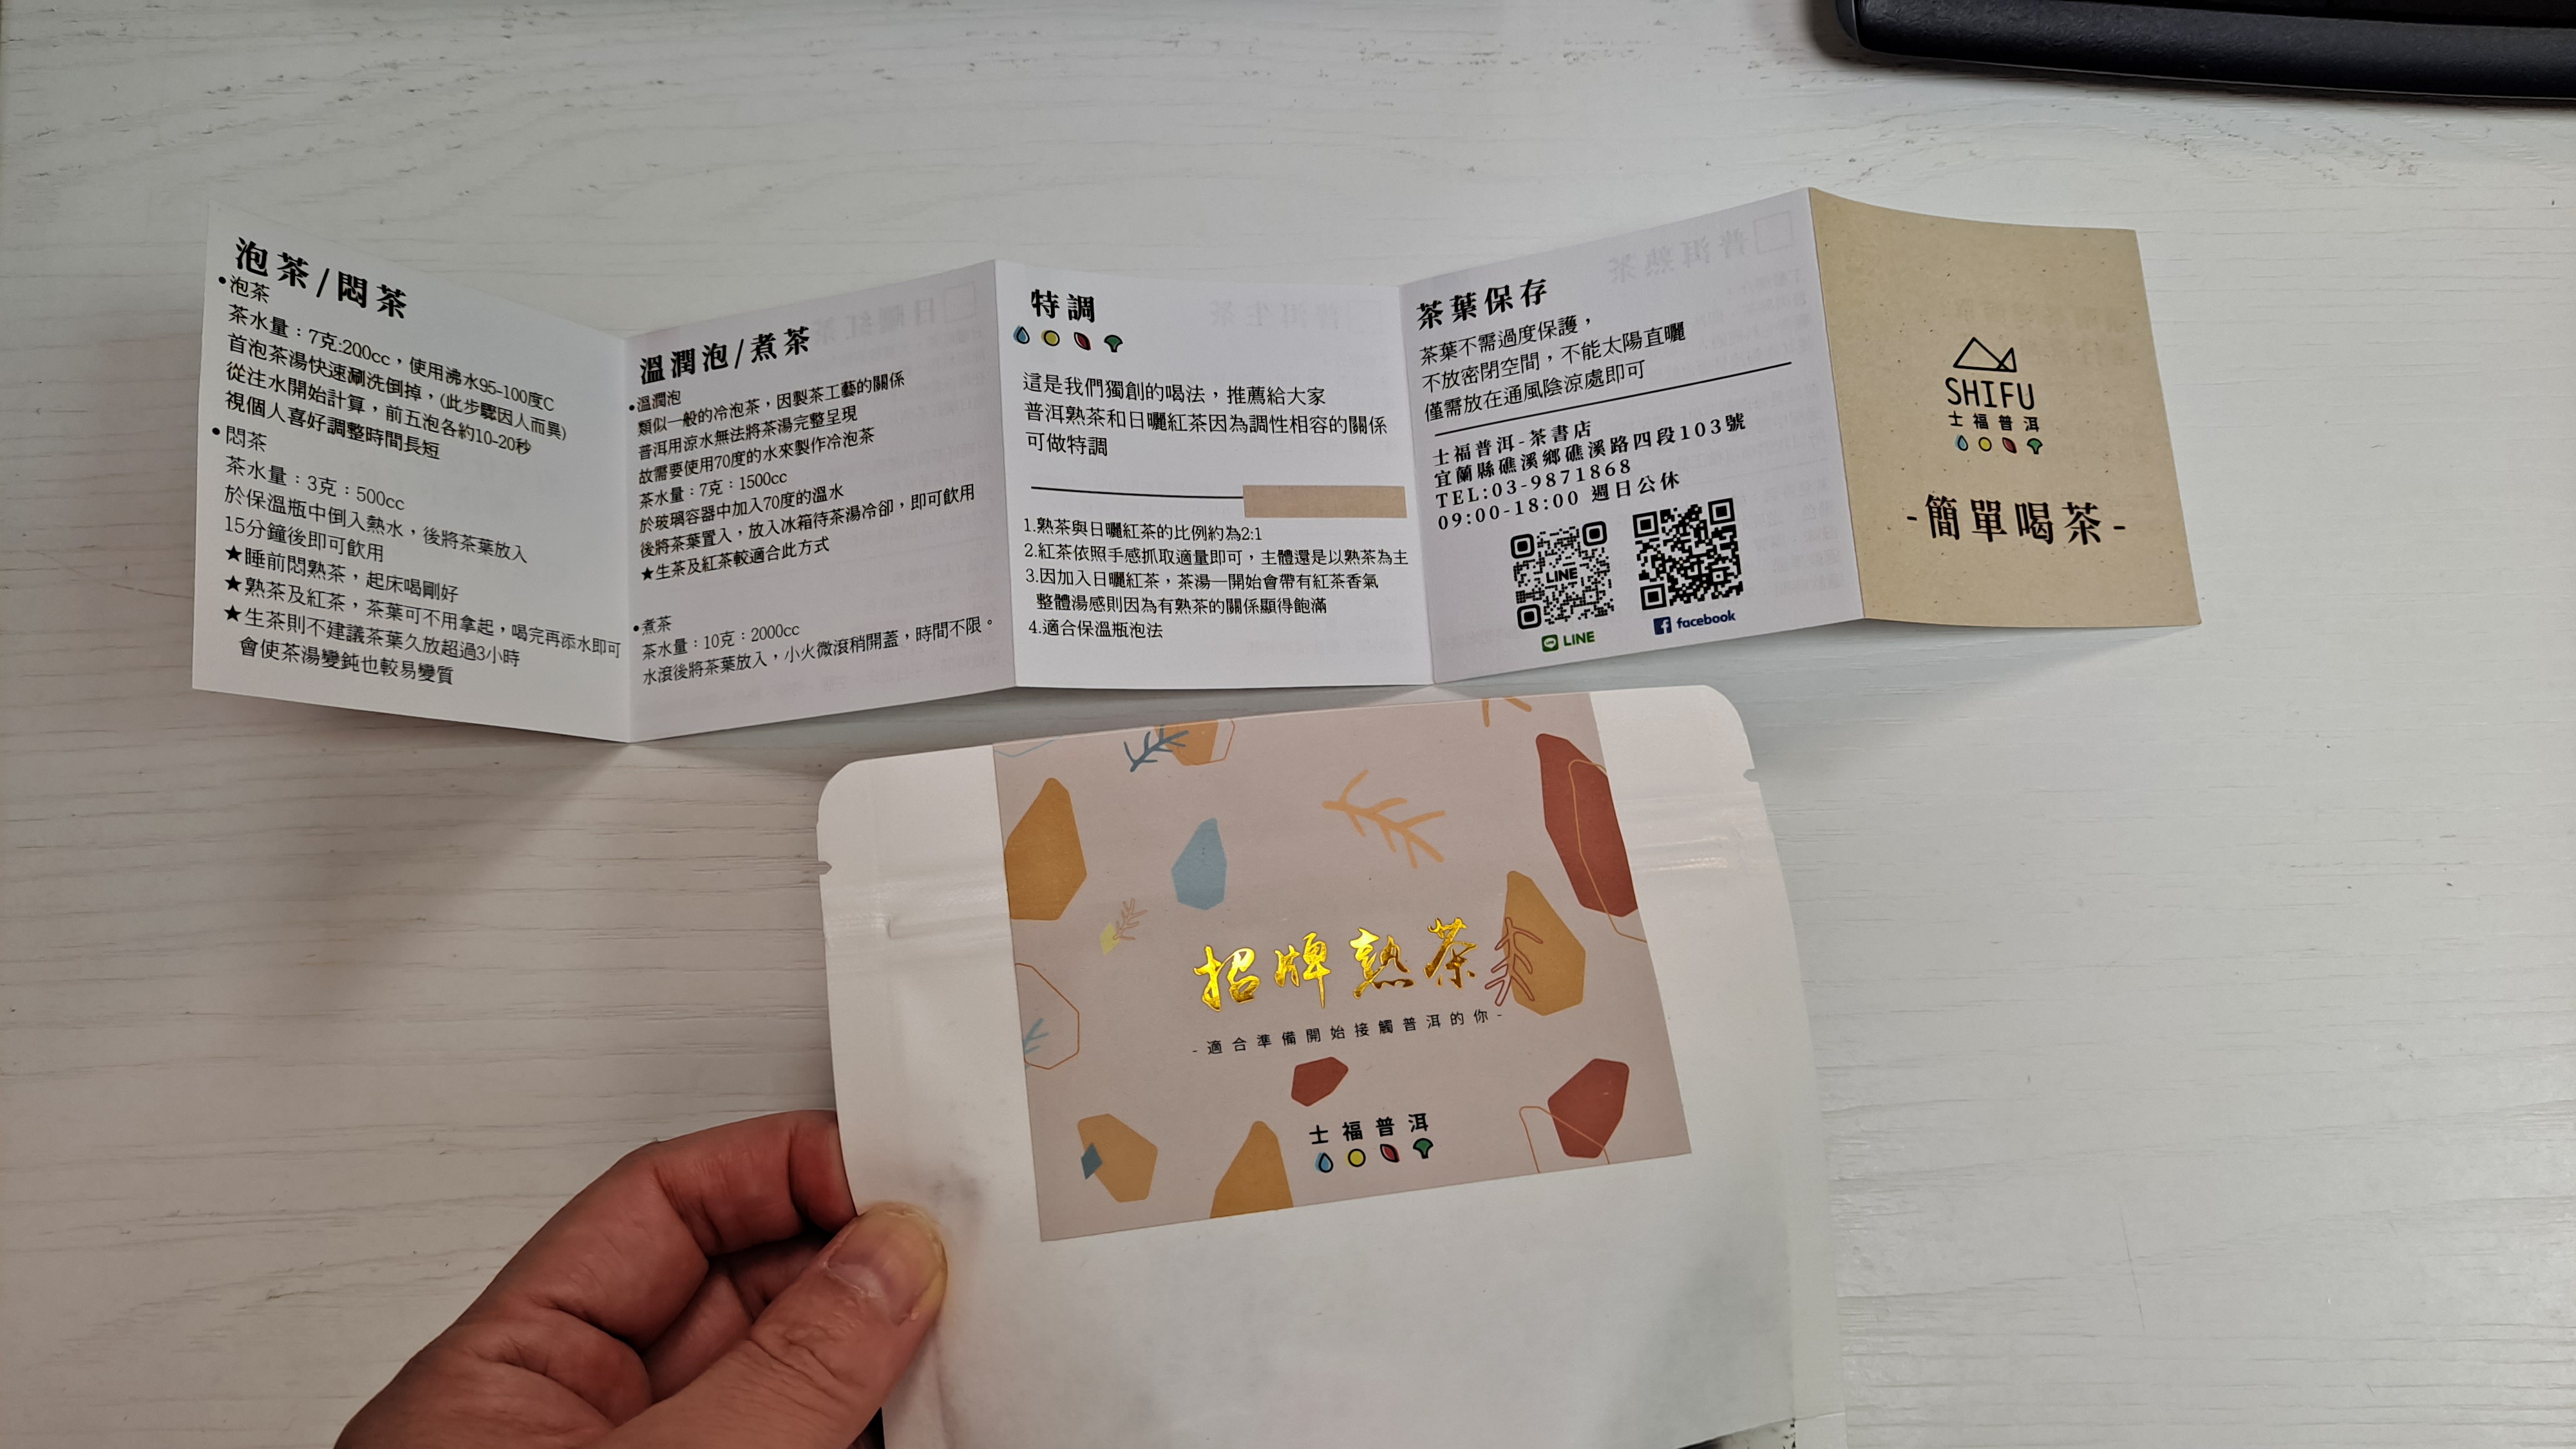 泡茶/悶茶
•泡茶
茶水量：7克:200cc，使用沸水95-100度C
首泡茶湯快速涮洗倒掉，(此步驟因人而異)
從注水開始計算，前五泡各約10-20秒
視個人喜好調整時間長短
•悶茶
茶水量：3克：500cc
於保溫瓶中倒入熱水，後將茶葉放入
15分鐘後即可飲用
★睡前悶熟茶，起床喝剛好
★熟茶及紅茶，茶葉可不用拿起，喝完再添水即可
★生茶則不建議茶葉久放超過3小時
會使茶湯變鈍也較易變質
溫潤泡/煮茶
•溫潤泡
類似一般的冷泡茶，因製茶工藝的關係
普洱用涼水無法將茶湯完整呈現
故需要使用70度的水來製作冷泡茶
茶水量：7克：1500cc
於玻璃容器中加入70度的溫水
後將茶葉置入，放入冰箱待茶湯冷卻，即可飲用
★生茶及紅茶較適合此方式
•煮茶
茶水量：10克：2000cc
水滾後將茶葉放入，小火微滾稍開蓋，時間不限。
特調
這是我們獨創的喝法，推薦給大家
普洱熟茶和日曬紅茶因為調性相容的關係
可做特調
1.熟茶與日曬紅茶的比例約為2:1
2.紅茶依照手感抓取適量即可，主體還是以熟茶為主
3.因加入日曬紅茶，茶湯一開始會帶有紅茶香氣
整體湯感則因為有熟茶的關係顯得飽滿
4.適合保溫瓶泡法
茶葉保存
茶葉不需過度保護，
不放密閉空間，不能太陽直曬
僅需放在通風陰涼處即可
士福普洱-茶書店
宜蘭縣礁溪鄉礁溪路四段103號
TEL:03-9871868
09:00-18:00 週日公休
LINE
LINE
facebook
SHIFU
士福普洱
-簡單喝茶-
招牌熟茶
-適合準備開始接觸普洱的你-
士福普洱